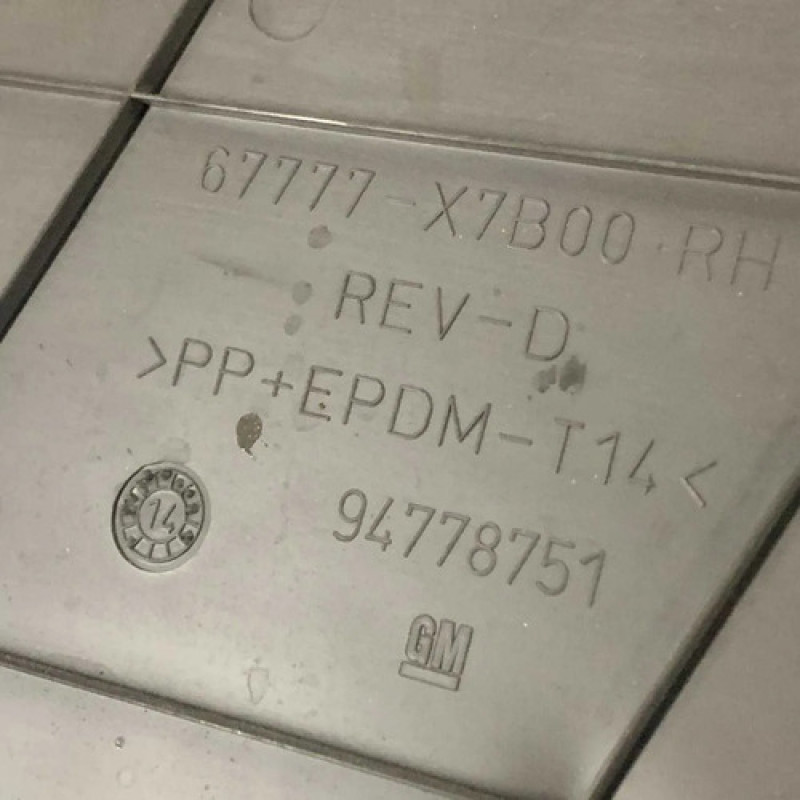 67777-X7B00 RH
REV-D
>PP+EPDM-T14<
14
94778751
GM